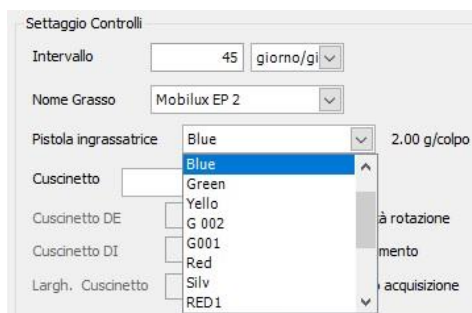 Settaggio Controlli
Intervallo 45 giorno/gi
Nome Grasso Mobilux EP 2
Pistola ingrassatrice Blue 2.00 g/colpo
Blue
Green
Cuscinetto
Yello
Cuscinetto DE G 002 à rotazione
G001
Cuscinetto DI Red mento
Largh. Cuscinetto Silv acquisizione
RED1